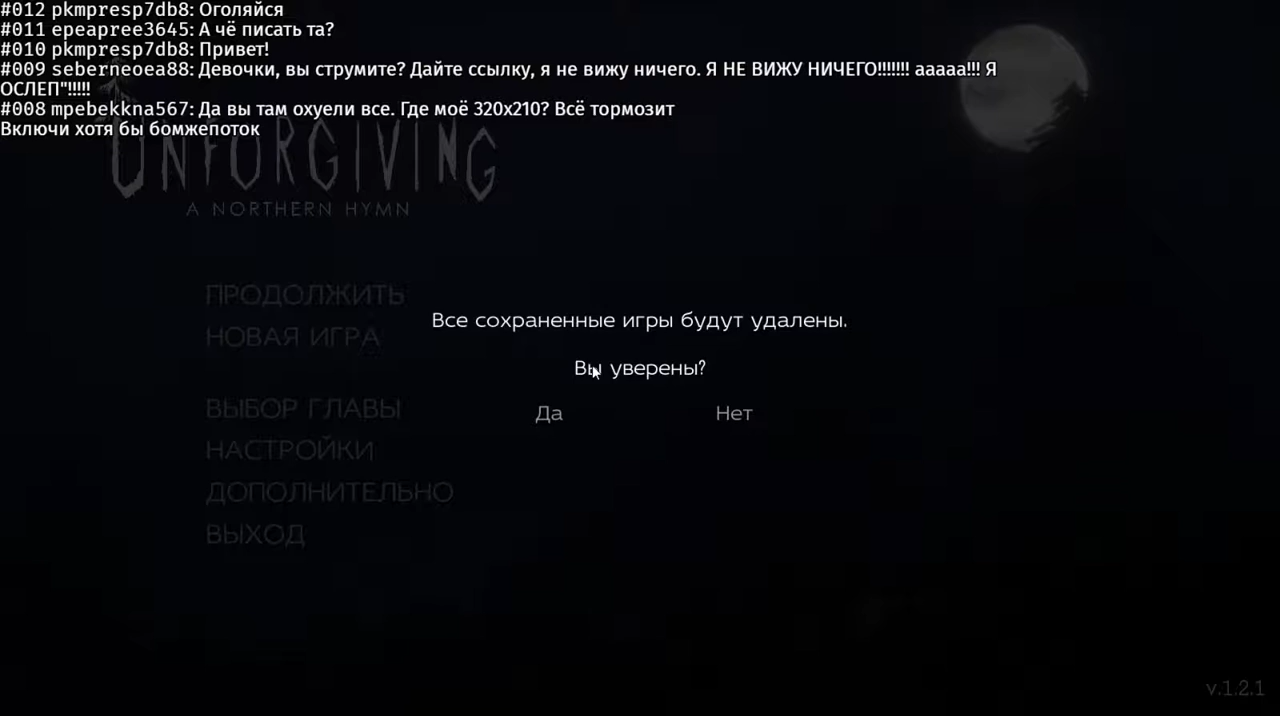 #012 pkmpresp7db8: Оголяйся
#011 epeapree3645: А чё писать та?
#010 pkmpresp7db8: Привет!
#009 seberneoea88: Девочки, вы струмите? Дайте ссылку, я не вижу ничего. Я НЕ ВИЖУ НИЧЕГО!!!!!!! ааааа!!! Я
ОСЛЕП"!!!!!
#008 mpebekkna567: Да вы там охуели все. Где моё 320x210? Всё тормозит
Включи хотя бы бомжепоток
UNFORGIVING
A NORTHERN HYMN
ПРОДОЛЖИТЬ
НОВАЯ ИГРА
Все сохраненные игры будут удалены.
Вы уверены?
Да Нет
ВЫБОР ГЛАВЫ
НАСТРОЙКИ
ДОПОЛНИТЕЛЬНО
ВЫХОД
v.1.2.1